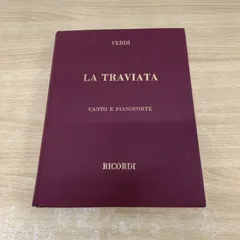 VERDI
LA TRAVIATA
CANTO E PIANOFORTE
RICORDI